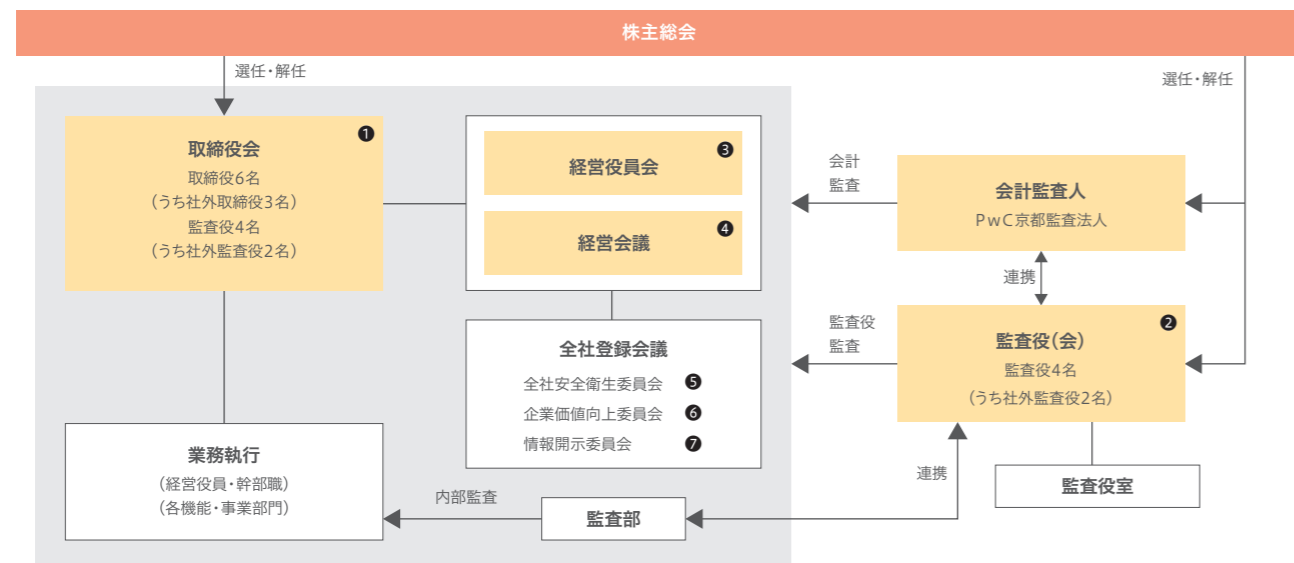 株主総会
選任・解任
選任・解任
❶
取締役会
取締役6名
（うち社外取締役3名）
監査役4名
（うち社外監査役2名）
❸
経営役員会
❹
経営会議
会計
監査
会計監査人
PwC京都監査法人
連携
全社登録会議
全社安全衛生委員会 ❺
企業価値向上委員会 ❻
情報開示委員会 ❼
監査役
監査
❷
監査役（会）
監査役4名
（うち社外監査役2名）
業務執行
（経営役員・幹部職）
（各機能・事業部門）
内部監査
監査部
連携
監査役室